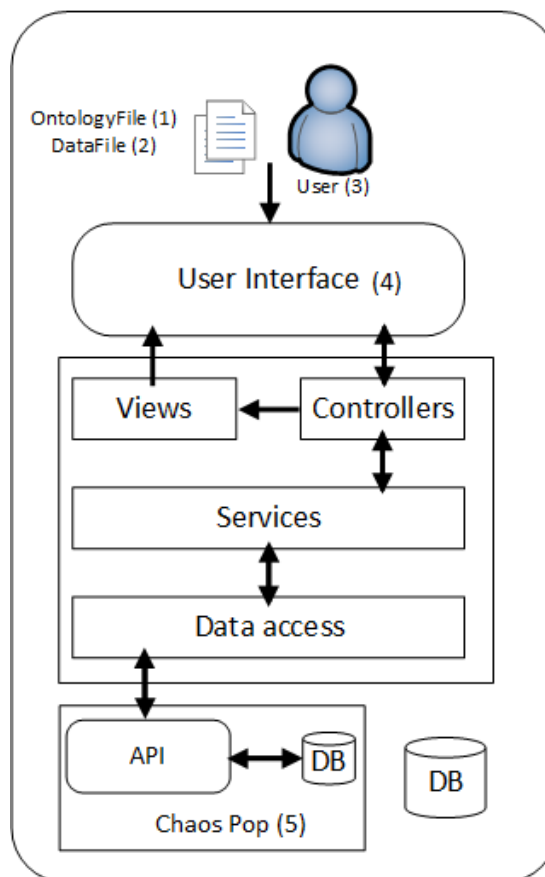 OntologyFile (1)
DataFile (2)
User (3)
User Interface (4)
Views
Controllers
Services
Data access
API
DB
DB
Chaos Pop (5)